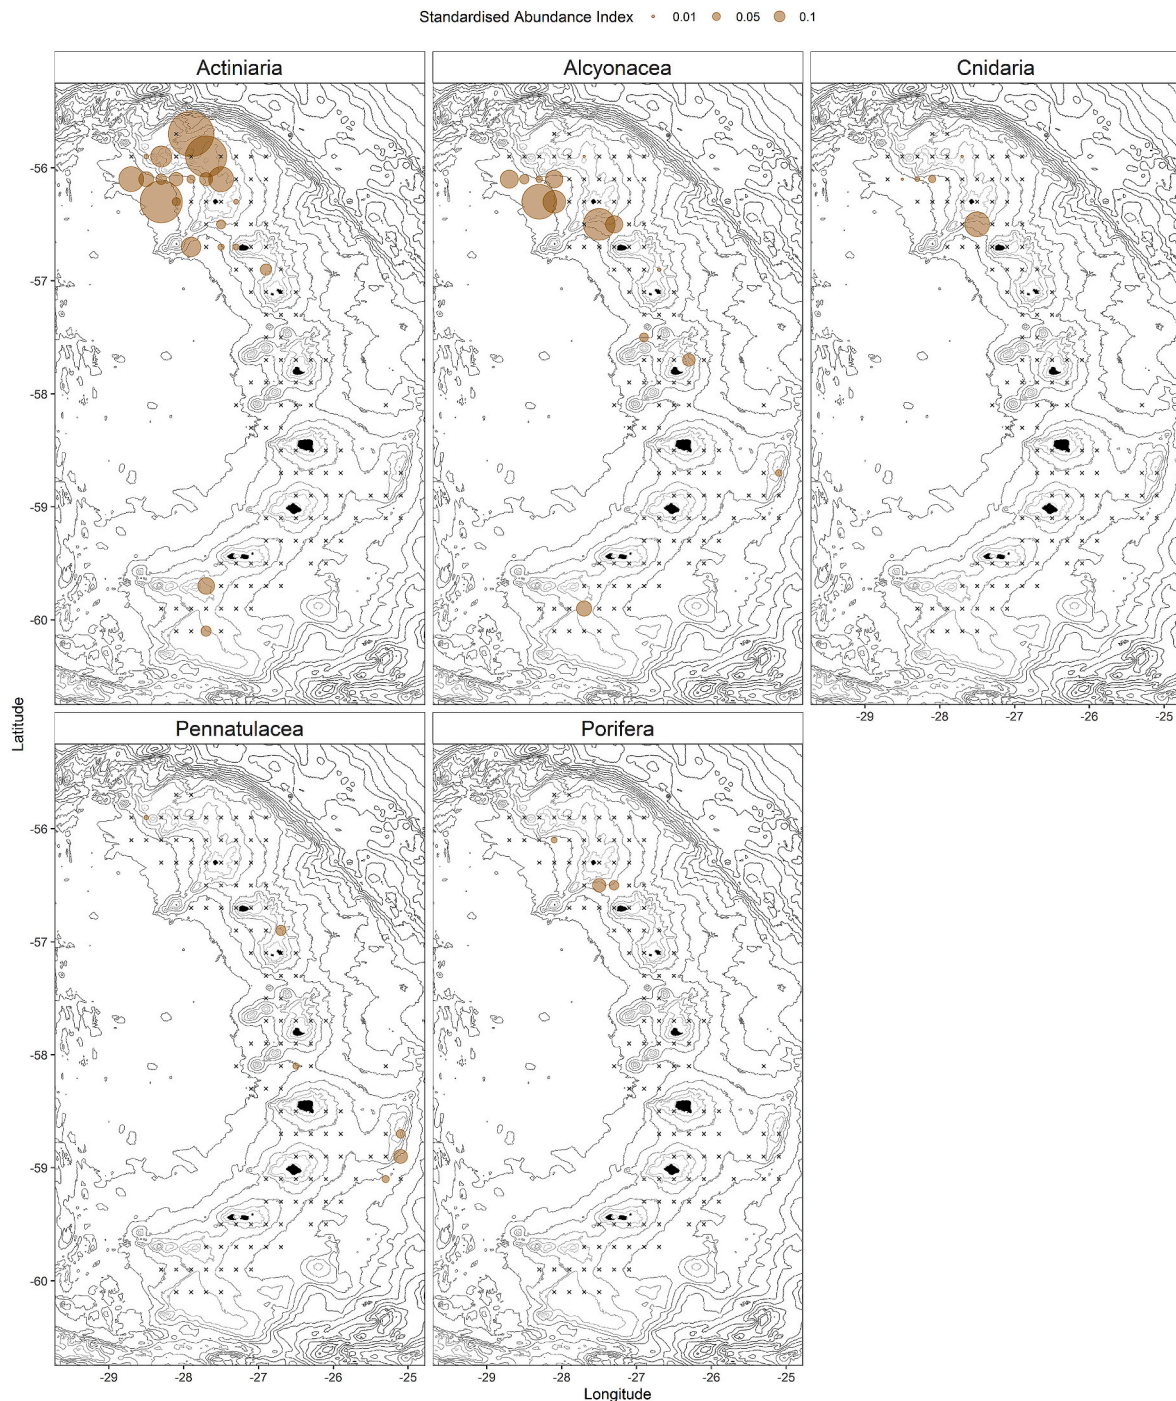 Standardised Abundance Index 0.01 0.05 0.1
Actiniaria Alcyonacea Cnidaria
-56
-57
-58
-59
-60
-29 -28 -27 -26 -25
Latitude
Pennatulacea Porifera
-56
-57
-58
-59
-60
-29 -28 -27 -26 -25 -29 -28 -27 -26 -25
Longitude